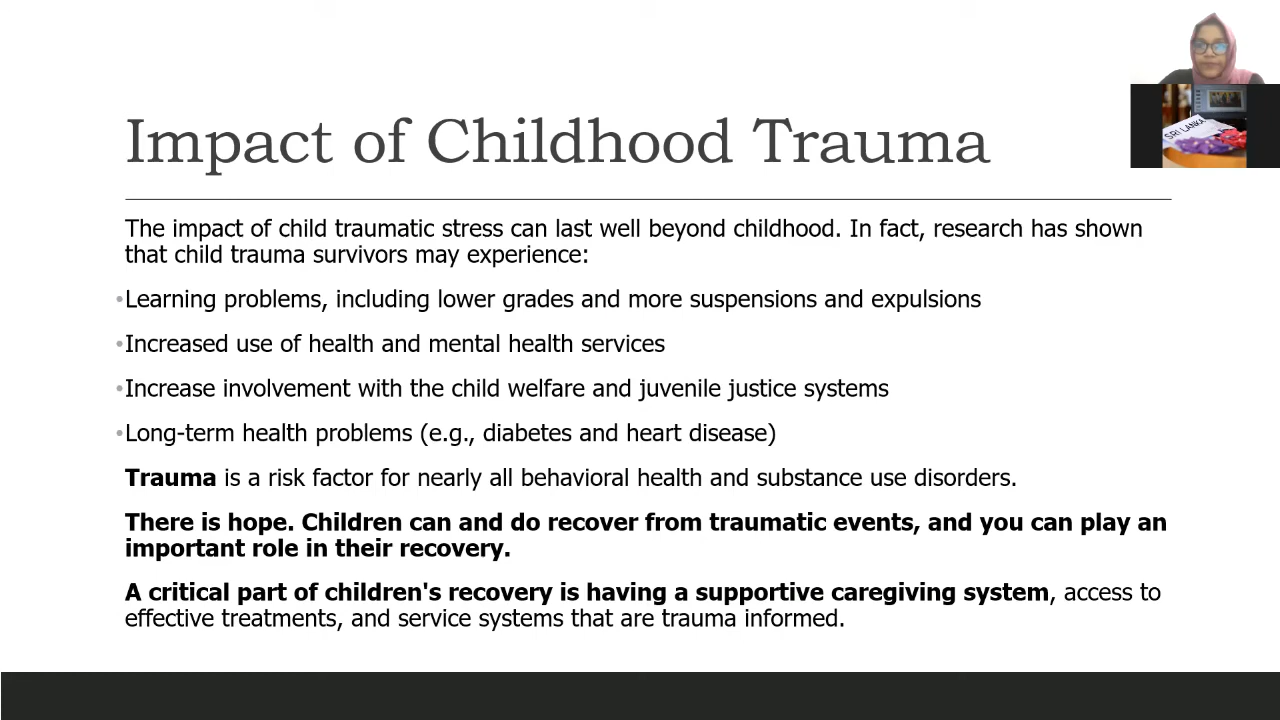 Impact of Childhood Trauma
SRI LANKA
The impact of child traumatic stress can last well beyond childhood. In fact, research has shown
that child trauma survivors may experience:
•Learning problems, including lower grades and more suspensions and expulsions
•Increased use of health and mental health services
•Increase involvement with the child welfare and juvenile justice systems
•Long-term health problems (e.g., diabetes and heart disease)
Trauma is a risk factor for nearly all behavioral health and substance use disorders.
There is hope. Children can and do recover from traumatic events, and you can play an
important role in their recovery.
A critical part of children's recovery is having a supportive caregiving system, access to
effective treatments, and service systems that are trauma informed.